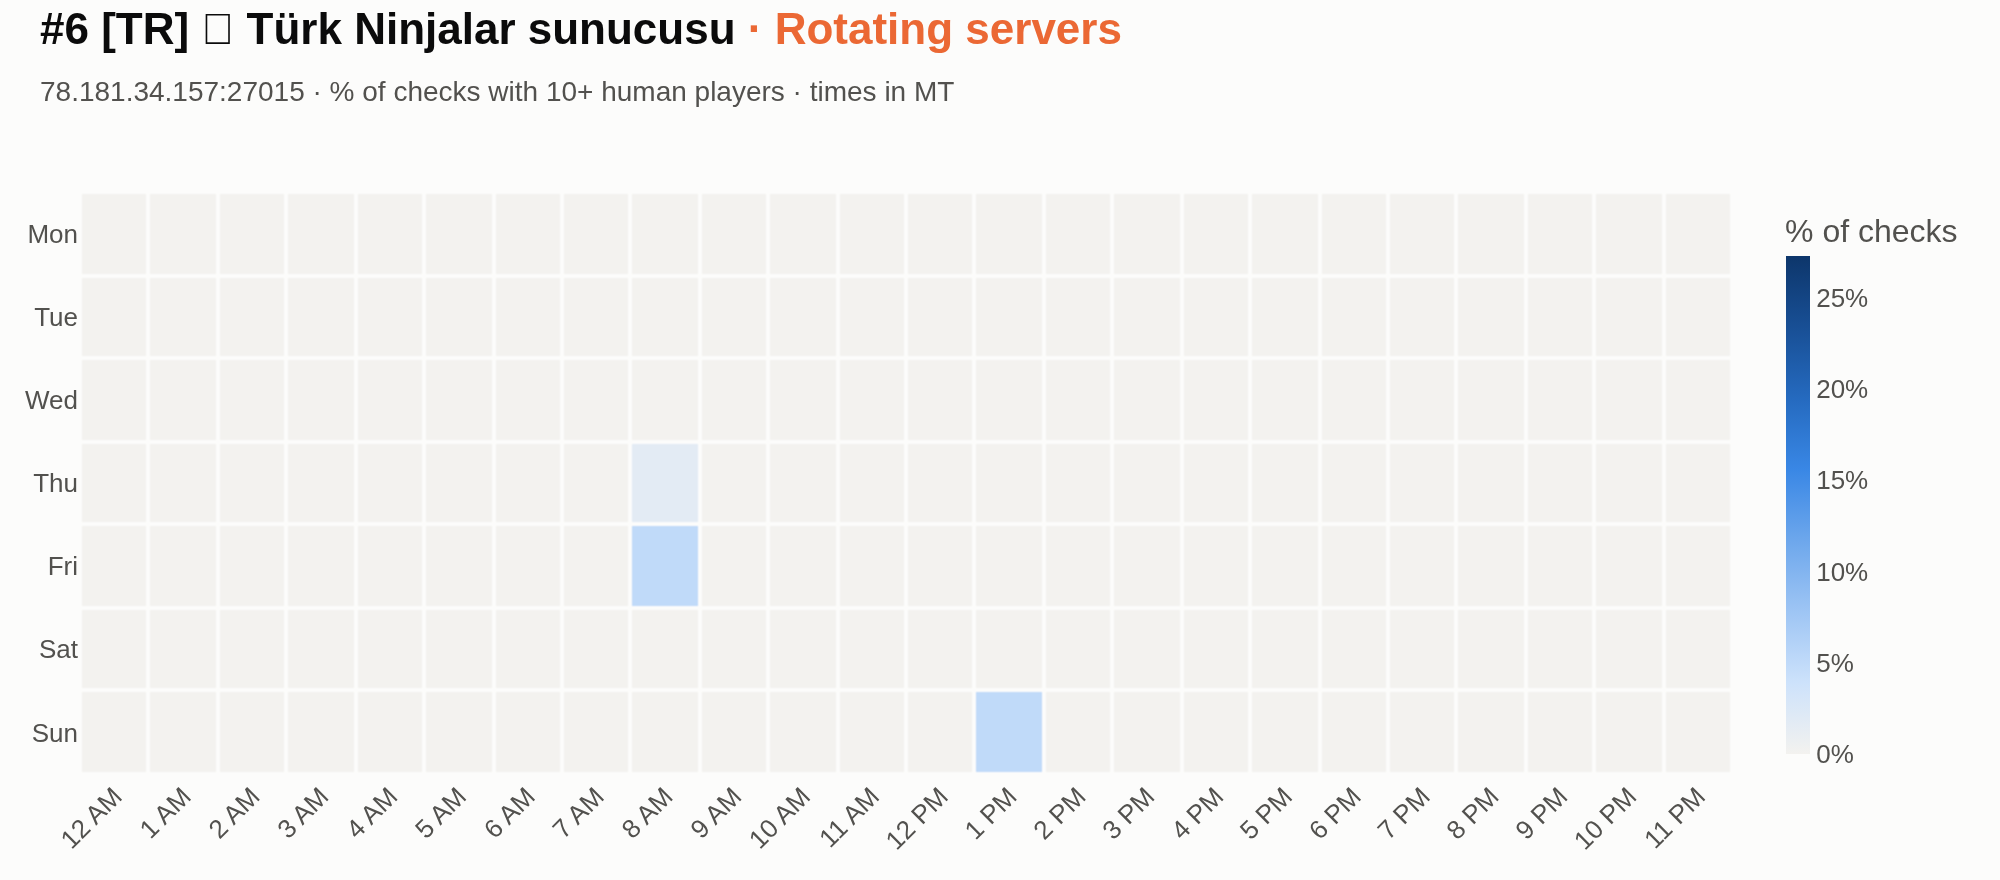 #6 [TR] □ Türk Ninjalar sunucusu · Rotating servers
78.181.34.157:27015 · % of checks with 10+ human players · times in MT
% of checks
Mon
Tue
Wed
Thu
Fri
Sat
Sun
25%
20%
15%
10%
5%
0%
12 AM
1 AM
2 AM
3 AM
4 AM
5 AM
6 AM
7 AM
8 AM
9 AM
10 AM
11 AM
12 PM
1 PM
2 PM
3 PM
4 PM
5 PM
6 PM
7 PM
8 PM
9 PM
10 PM
11 PM